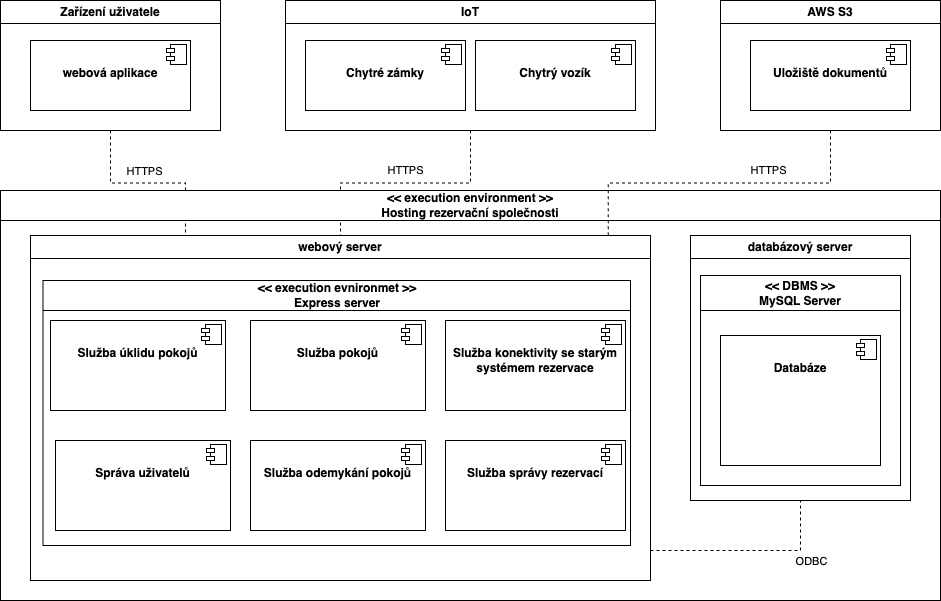 Zařízení uživatele
IoT
AWS S3
webová aplikace
Chytré zámky
Chytrý vozík
Uložiště dokumentů
HTTPS
HTTPS
HTTPS
<< execution environment >>
Hosting rezervační společnosti
webový server
databázový server
<< execution evnironmet >>
Express server
<< DBMS >>
MySQL Server
Služba úklidu pokojů
Služba pokojů
Služba konektivity se starým
systémem rezervace
Databáze
Správa uživatelů
Služba odemykání pokojů
Služba správy rezervací
ODBC